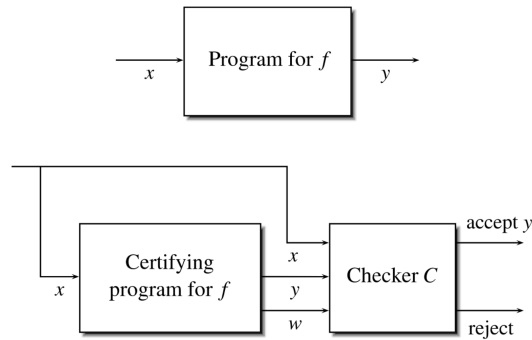 Program for f
x
y
accept y
x
Certifying
program for f
x
y
Checker C
w
reject